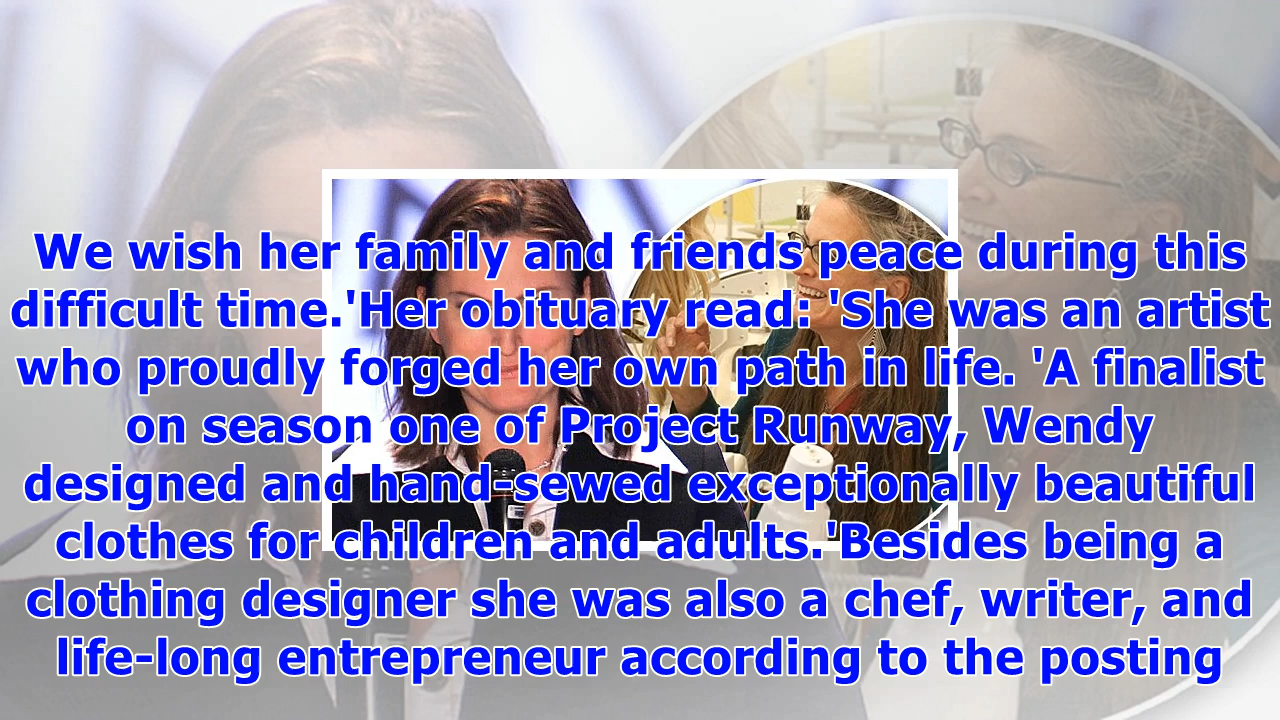 We wish her family and friends peace during this
difficult time.'Her obituary read: 'She was an artist
who proudly forged her own path in life. 'A finalist
on season one of Project Runway, Wendy
designed and hand-sewed exceptionally beautiful
clothes for children and adults.'Besides being a
clothing designer she was also a chef, writer, and
life-long entrepreneur according to the posting